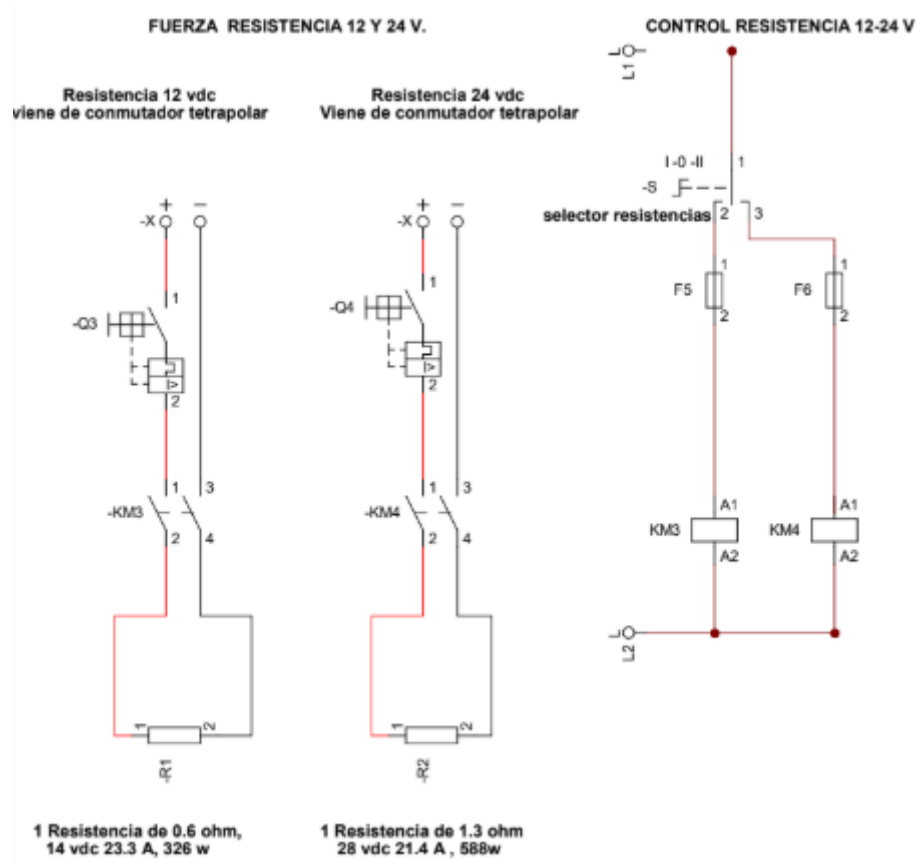 FUERZA RESISTENCIA 12 Y 24 V.
CONTROL RESISTENCIA 12-24 V
L
L1
Resistencia 12 vdc
viene de conmutador tetrapolar
Resistencia 24 vdc
Viene de conmutador tetrapolar
I -0 -II
1
-S
selector resistencias
2
3
+
-
-X
+
-
-X
1
-Q3
2
1
-Q4
I>
2
I>
F5
1
2
F6
1
2
-KM3
1
3
2
4
-KM4
1
3
2
4
KM3
A1
A2
KM4
A1
A2
L
L2
1
2
-R1
1
2
-R2
1 Resistencia de 0.6 ohm,
14 vdc 23.3 A, 326 w
1 Resistencia de 1.3 ohm
28 vdc 21.4 A , 588w